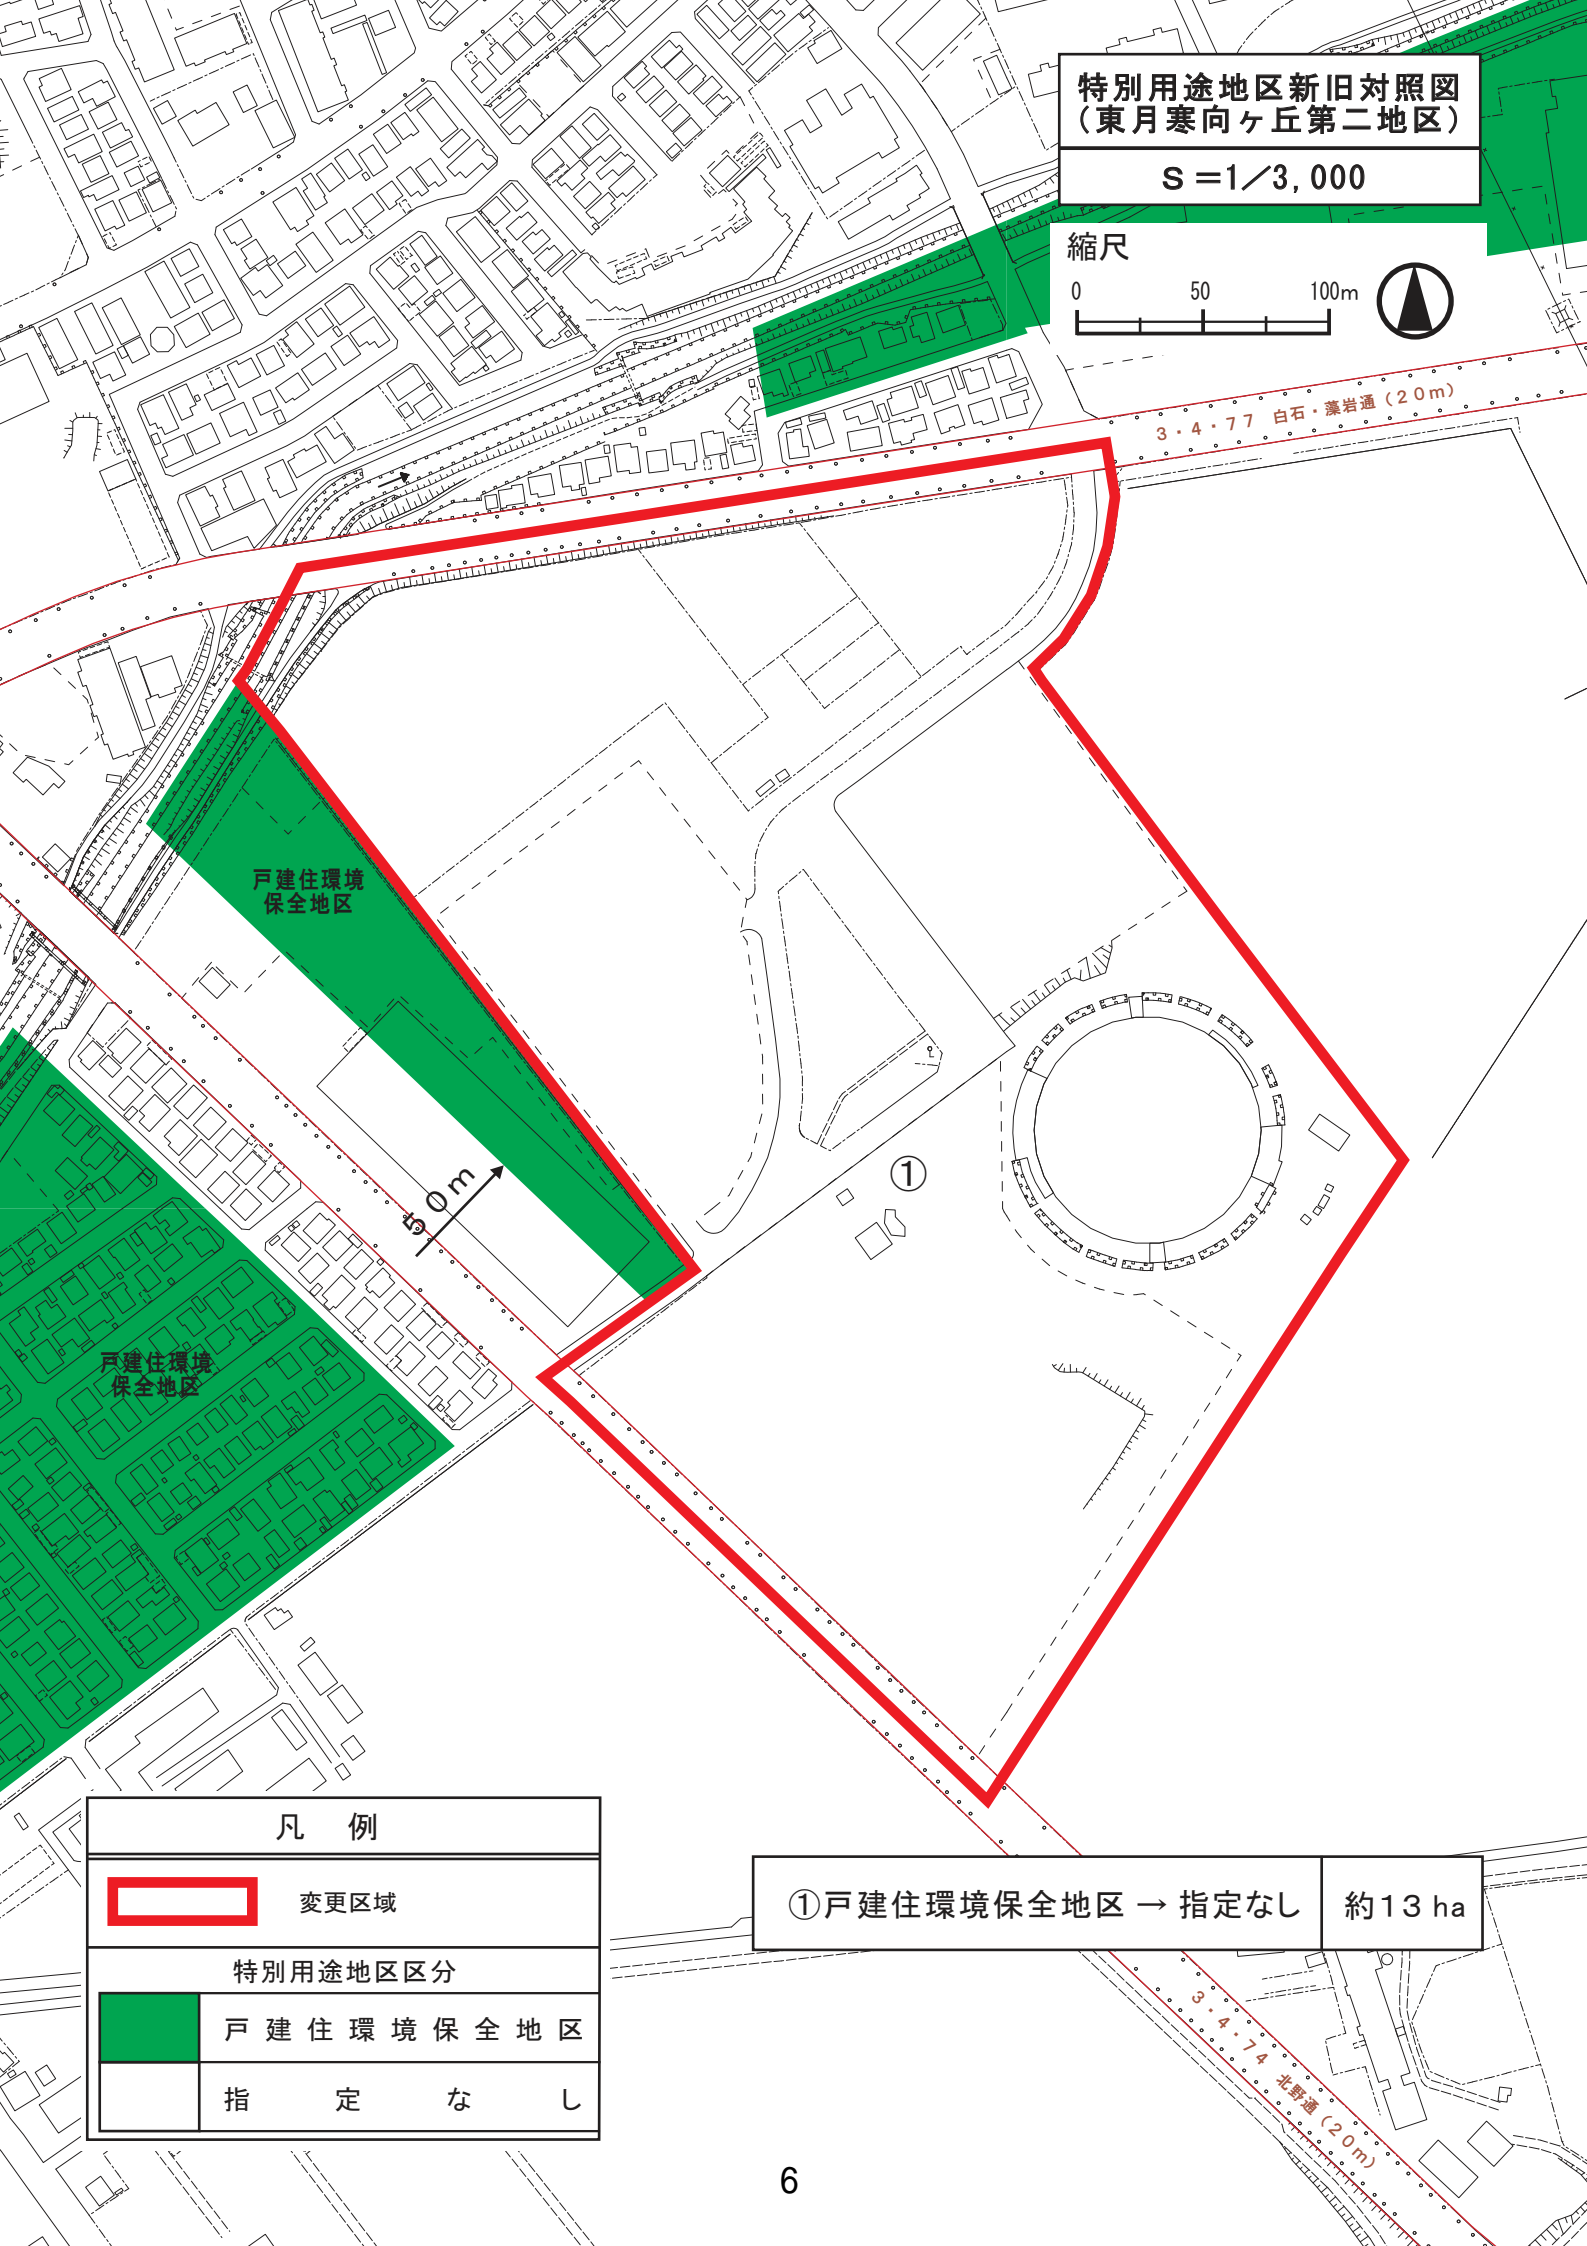 特別用途地区新旧対照図
(東月寒向ヶ丘第二地区)
S=1/3,000
縮尺
0 50 100m
3・4・77 白石・藻岩通(20m)
戸建住環境
保全地区
50m
①
戸建住環境
保全地区
凡 例
変更区域
特別用途地区区分
戸建住環境保全地区
指定なし
①戸建住環境保全地区 → 指定なし 約13ha
3・4・74 北野通(20m)
6